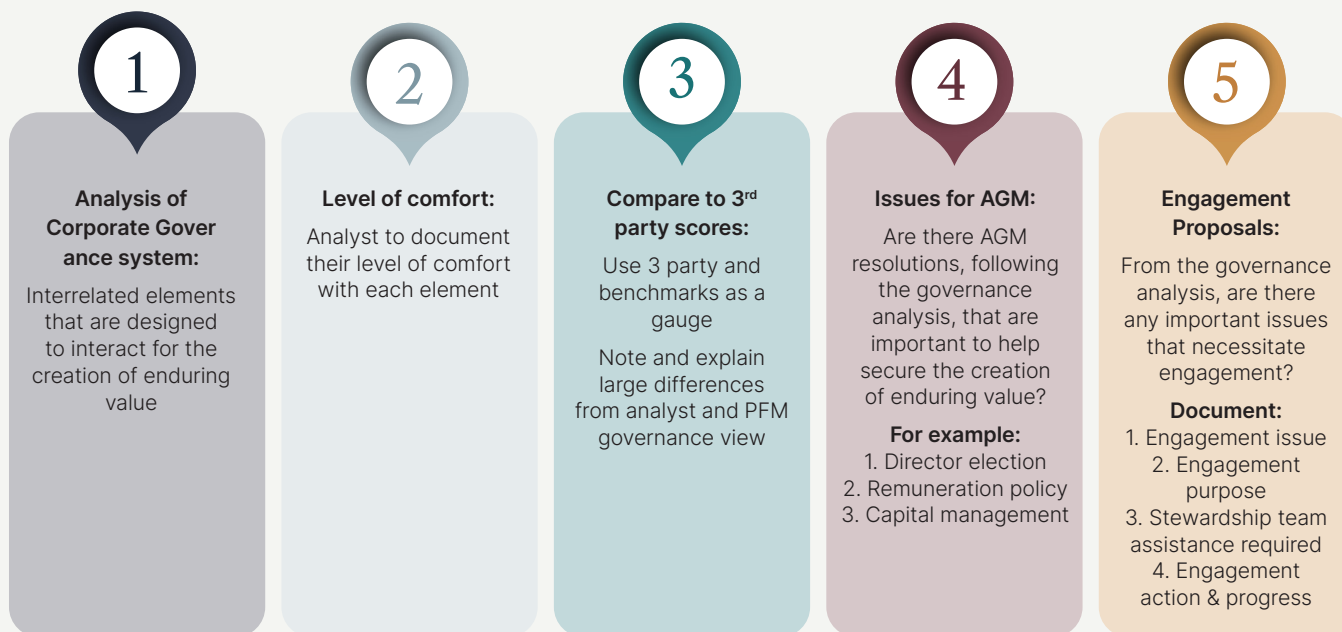 1
Analysis of
Corporate Gover
ance system:
Interrelated elements
that are designed
to interact for the
creation of enduring
value
2
Level of comfort:
Analyst to document
their level of comfort
with each element
3
Compare to 3rd
party scores:
Use 3 party and
benchmarks as a
gauge
Note and explain
large differences
from analyst and PFM
governance view
4
Issues for AGM:
Are there AGM
resolutions, following
the governance
analysis, that are
important to help
secure the creation
of enduring value?
For example:
1. Director election
2. Remuneration policy
3. Capital management
5
Engagement
Proposals:
From the governance
analysis, are there
any important issues
that necessitate
engagement?
Document:
1. Engagement issue
2. Engagement
purpose
3. Stewardship team
assistance required
4. Engagement
action & progress